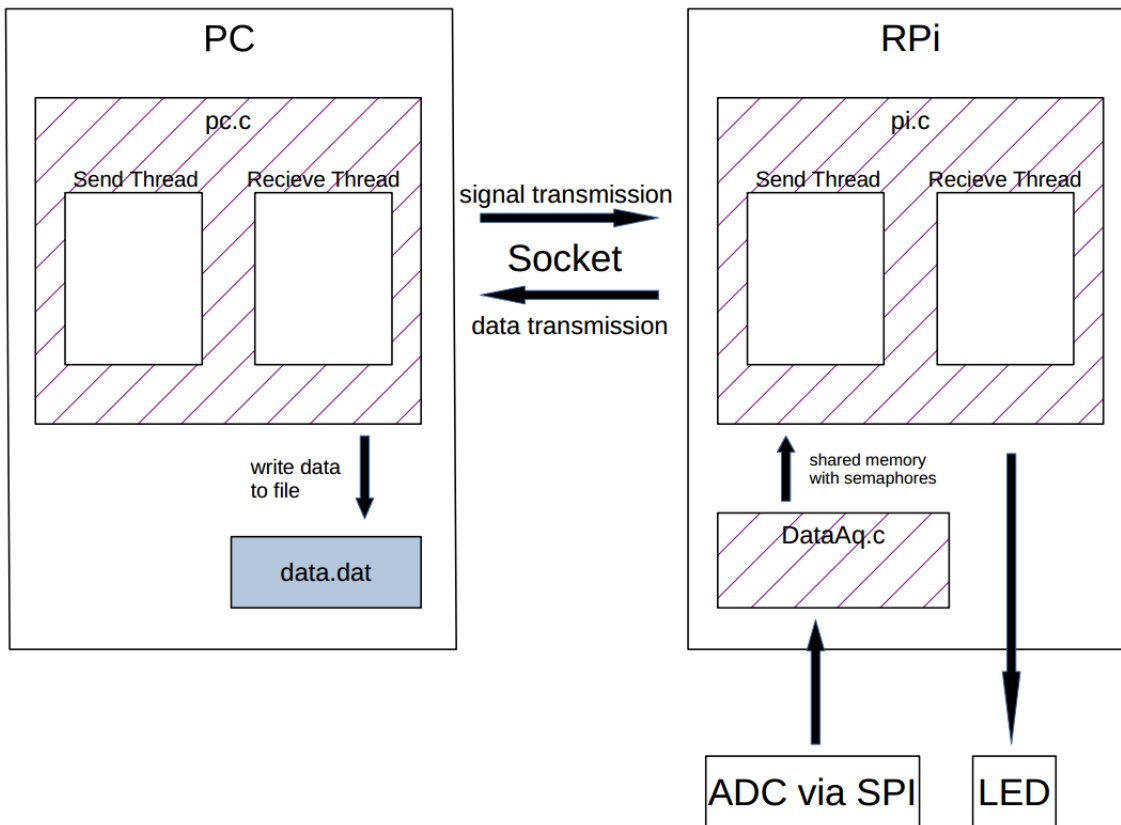 PC
pc.c
Send Thread
Recieve Thread
write data
to file
data.dat
signal transmission
Socket
data transmission
RPi
pi.c
Send Thread
Recieve Thread
shared memory
with semaphores
DataAq.c
ADC via SPI
LED